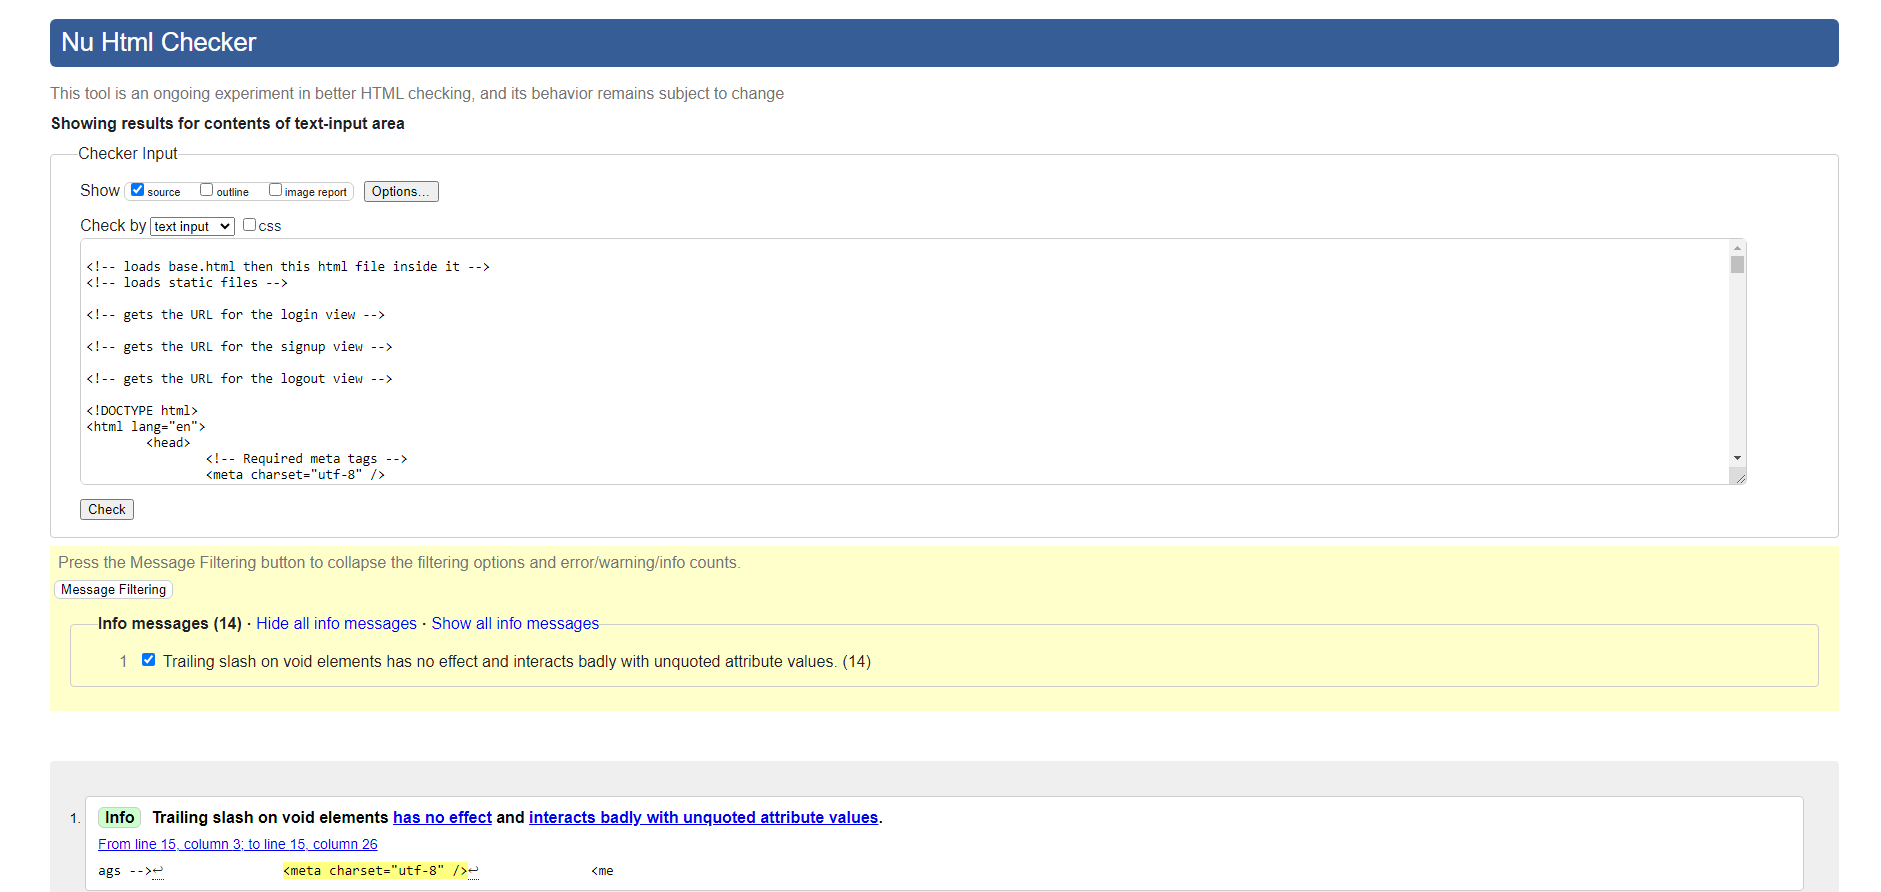 Nu Html Checker
This tool is an ongoing experiment in better HTML checking, and its behavior remains subject to change
Showing results for contents of text-input area
Checker Input
Show source outline image report Options...
Check by text input css
<!-- loads base.html then this html file inside it -->
<!-- loads static files -->
<!-- gets the URL for the login view -->
<!-- gets the URL for the signup view -->
<!-- gets the URL for the logout view -->
<!DOCTYPE html>
<html lang="en">
<head>
<!-- Required meta tags -->
<meta charset="utf-8" />
Check
Press the Message Filtering button to collapse the filtering options and error/warning/info counts.
Message Filtering
Info messages (14) · Hide all info messages · Show all info messages
1 Trailing slash on void elements has no effect and interacts badly with unquoted attribute values. (14)
1. Info Trailing slash on void elements has no effect and interacts badly with unquoted attribute values.
From line 15, column 3; to line 15, column 26
ags -->↩ <meta charset="utf-8" />↩ <me